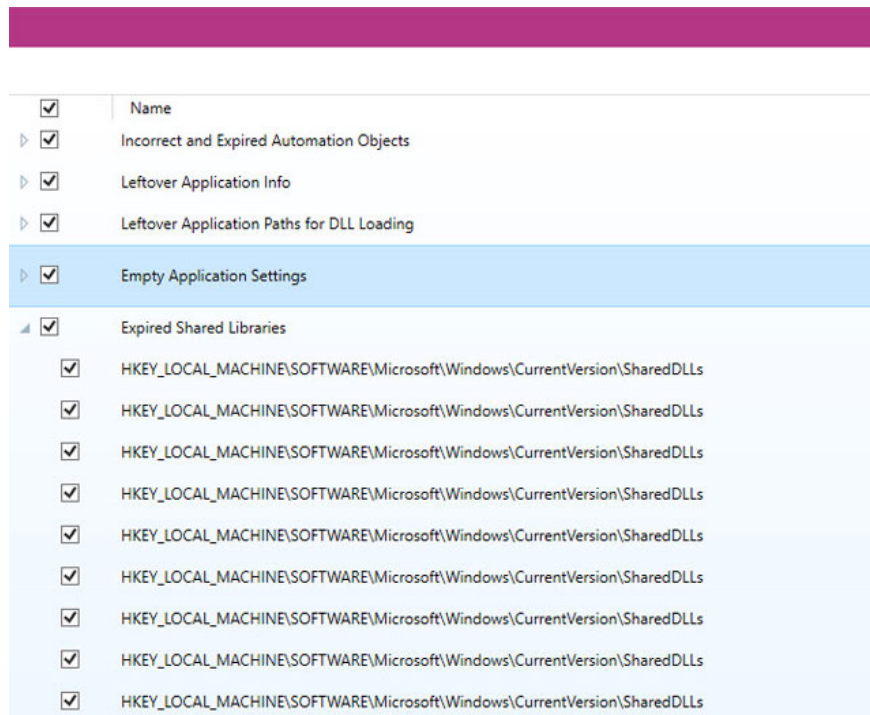 Name
Incorrect and Expired Automation Objects
Leftover Application Info
Leftover Application Paths for DLL Loading
Empty Application Settings
Expired Shared Libraries
HKEY_LOCAL_MACHINE\SOFTWARE\Microsoft\Windows\CurrentVersion\SharedDLLs
HKEY_LOCAL_MACHINE\SOFTWARE\Microsoft\Windows\CurrentVersion\SharedDLLs
HKEY_LOCAL_MACHINE\SOFTWARE\Microsoft\Windows\CurrentVersion\SharedDLLs
HKEY_LOCAL_MACHINE\SOFTWARE\Microsoft\Windows\CurrentVersion\SharedDLLs
HKEY_LOCAL_MACHINE\SOFTWARE\Microsoft\Windows\CurrentVersion\SharedDLLs
HKEY_LOCAL_MACHINE\SOFTWARE\Microsoft\Windows\CurrentVersion\SharedDLLs
HKEY_LOCAL_MACHINE\SOFTWARE\Microsoft\Windows\CurrentVersion\SharedDLLs
HKEY_LOCAL_MACHINE\SOFTWARE\Microsoft\Windows\CurrentVersion\SharedDLLs
HKEY_LOCAL_MACHINE\SOFTWARE\Microsoft\Windows\CurrentVersion\SharedDLLs